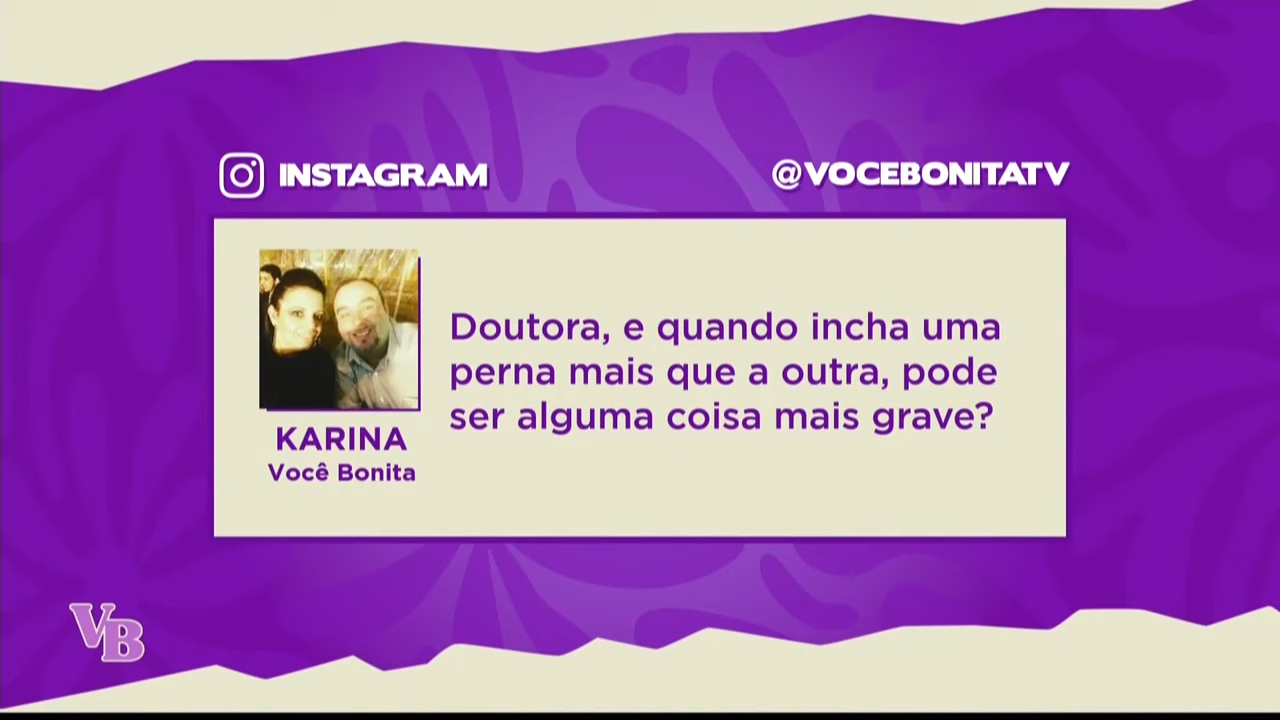 INSTAGRAM
@VOCEBONITATV
Doutora, e quando incha uma
perna mais que a outra, pode
ser alguma coisa mais grave?
KARINA
Você Bonita
VB